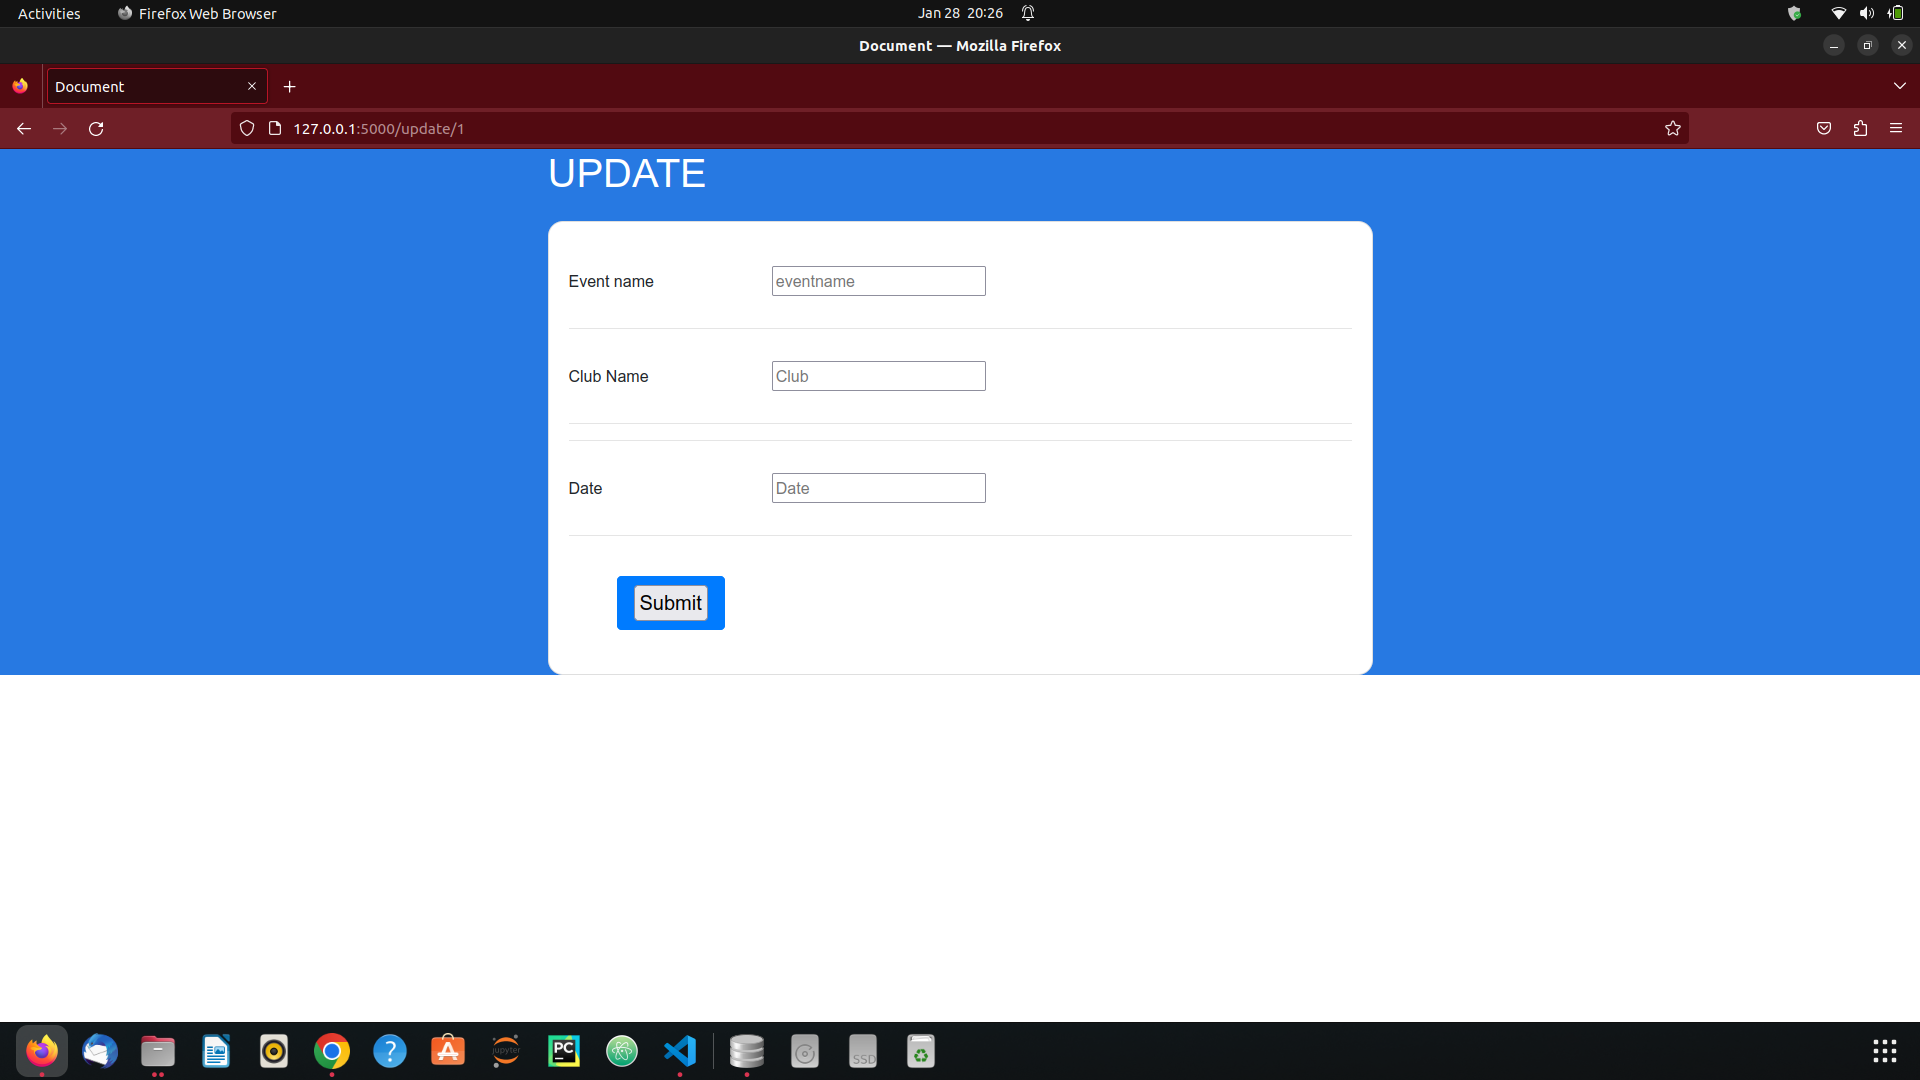 Activities Firefox Web Browser Jan 28 20:26
Document — Mozilla Firefox
Document
127.0.0.1:5000/update/1
UPDATE
Event name eventname
Club Name Club
Date Date
Submit
jupyter PC SSD